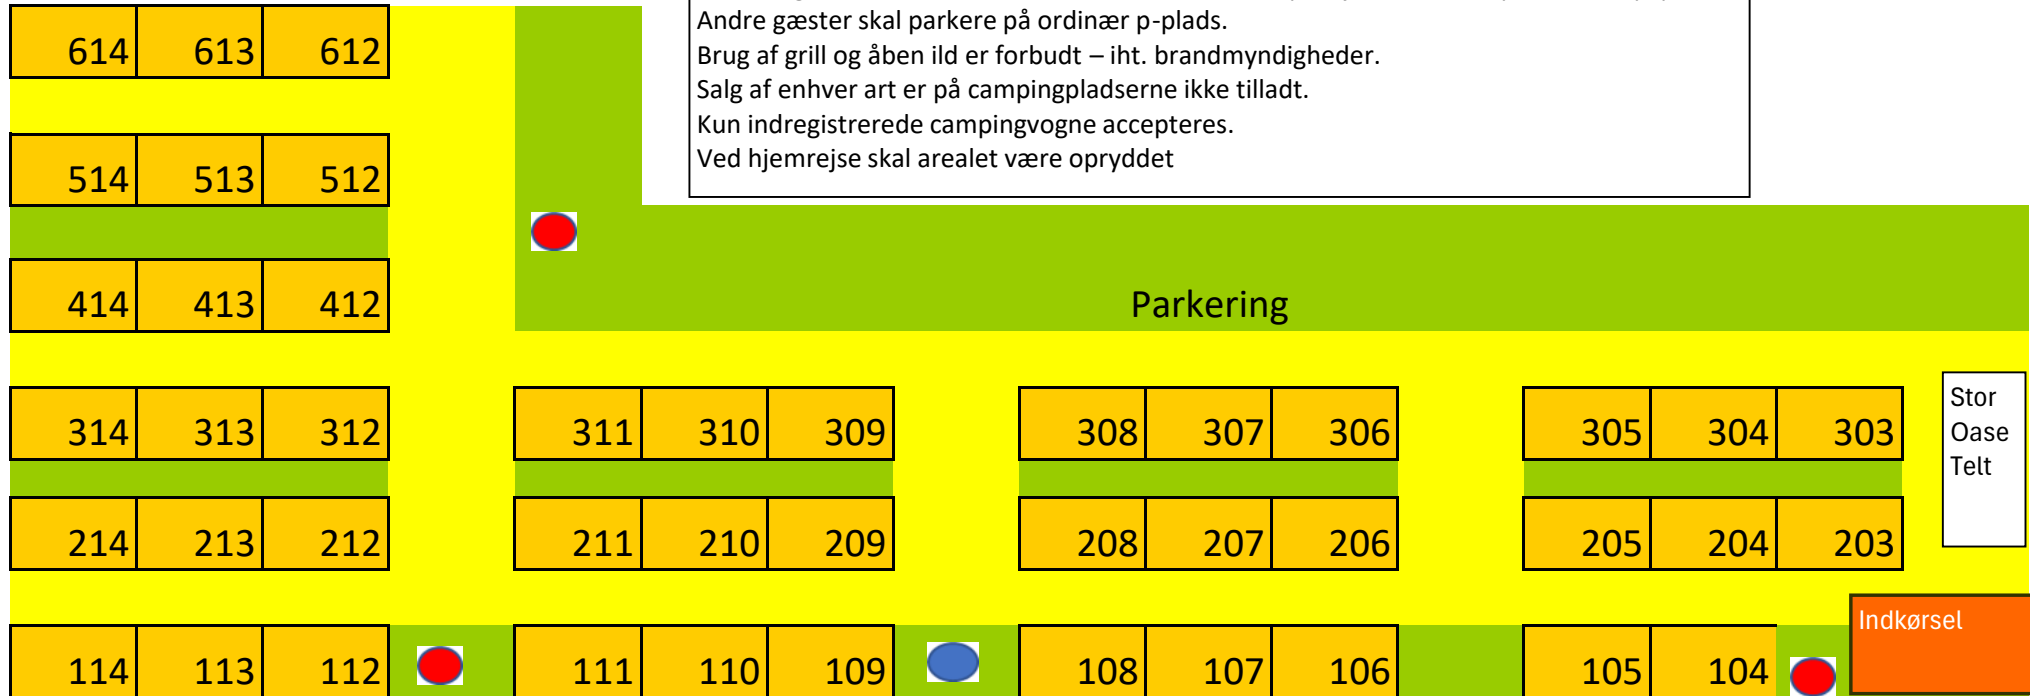 Andre gæster skal parkere på ordinær p-plads.
Brug af grill og åben ild er forbudt – iht. brandmyndigheder.
Salg af enhver art er på campingpladserne ikke tilladt.
Kun indregistrerede campingvogne accepteres.
Ved hjemrejse skal arealet være opryddet
614 613 612
514 513 512
414 413 412
Parkering
314 313 312 311 310 309 308 307 306 305 304 303
Stor
Oase
Telt
214 213 212 211 210 209 208 207 206 205 204 203
Indkørsel
114 113 112 111 110 109 108 107 106 105 104